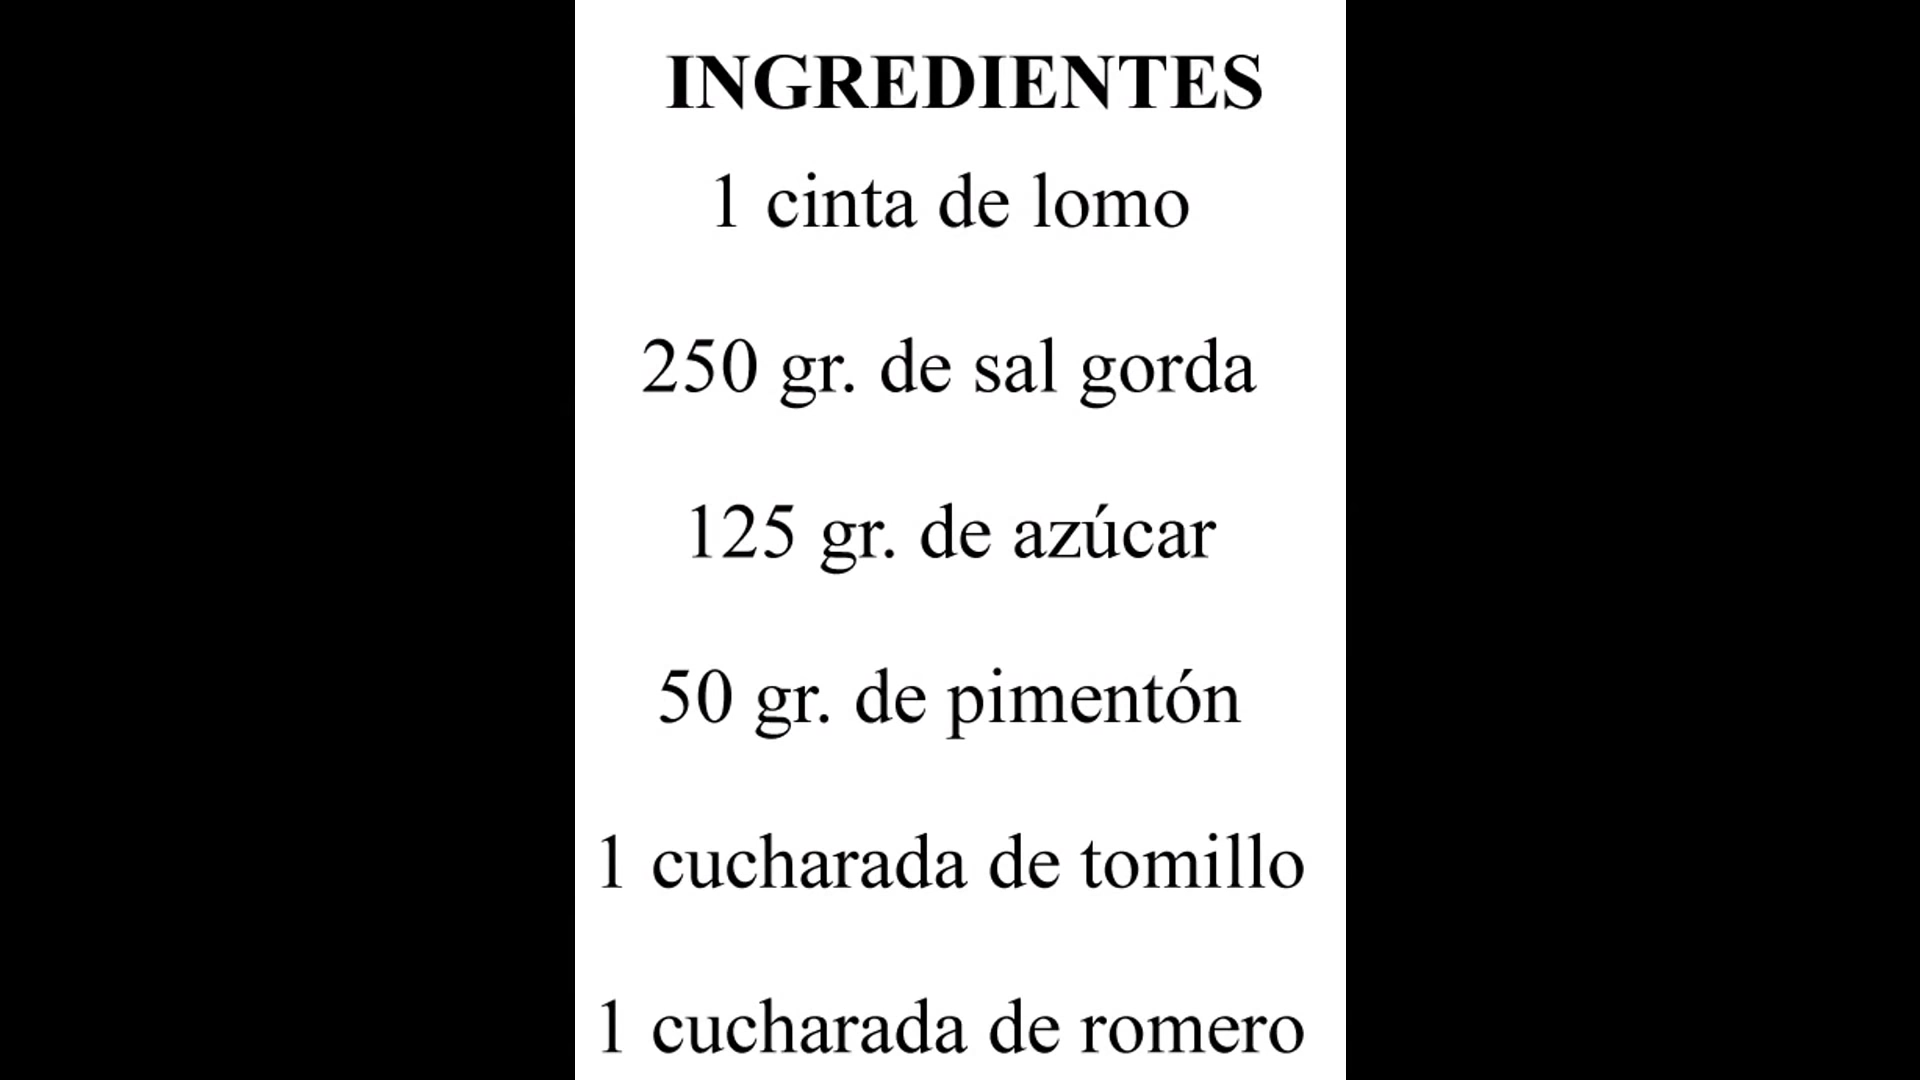 INGREDIENTES
1 cinta de lomo
250 gr. de sal gorda
125 gr. de azúcar
50 gr. de pimentón
1 cucharada de tomillo
1 cucharada de romero